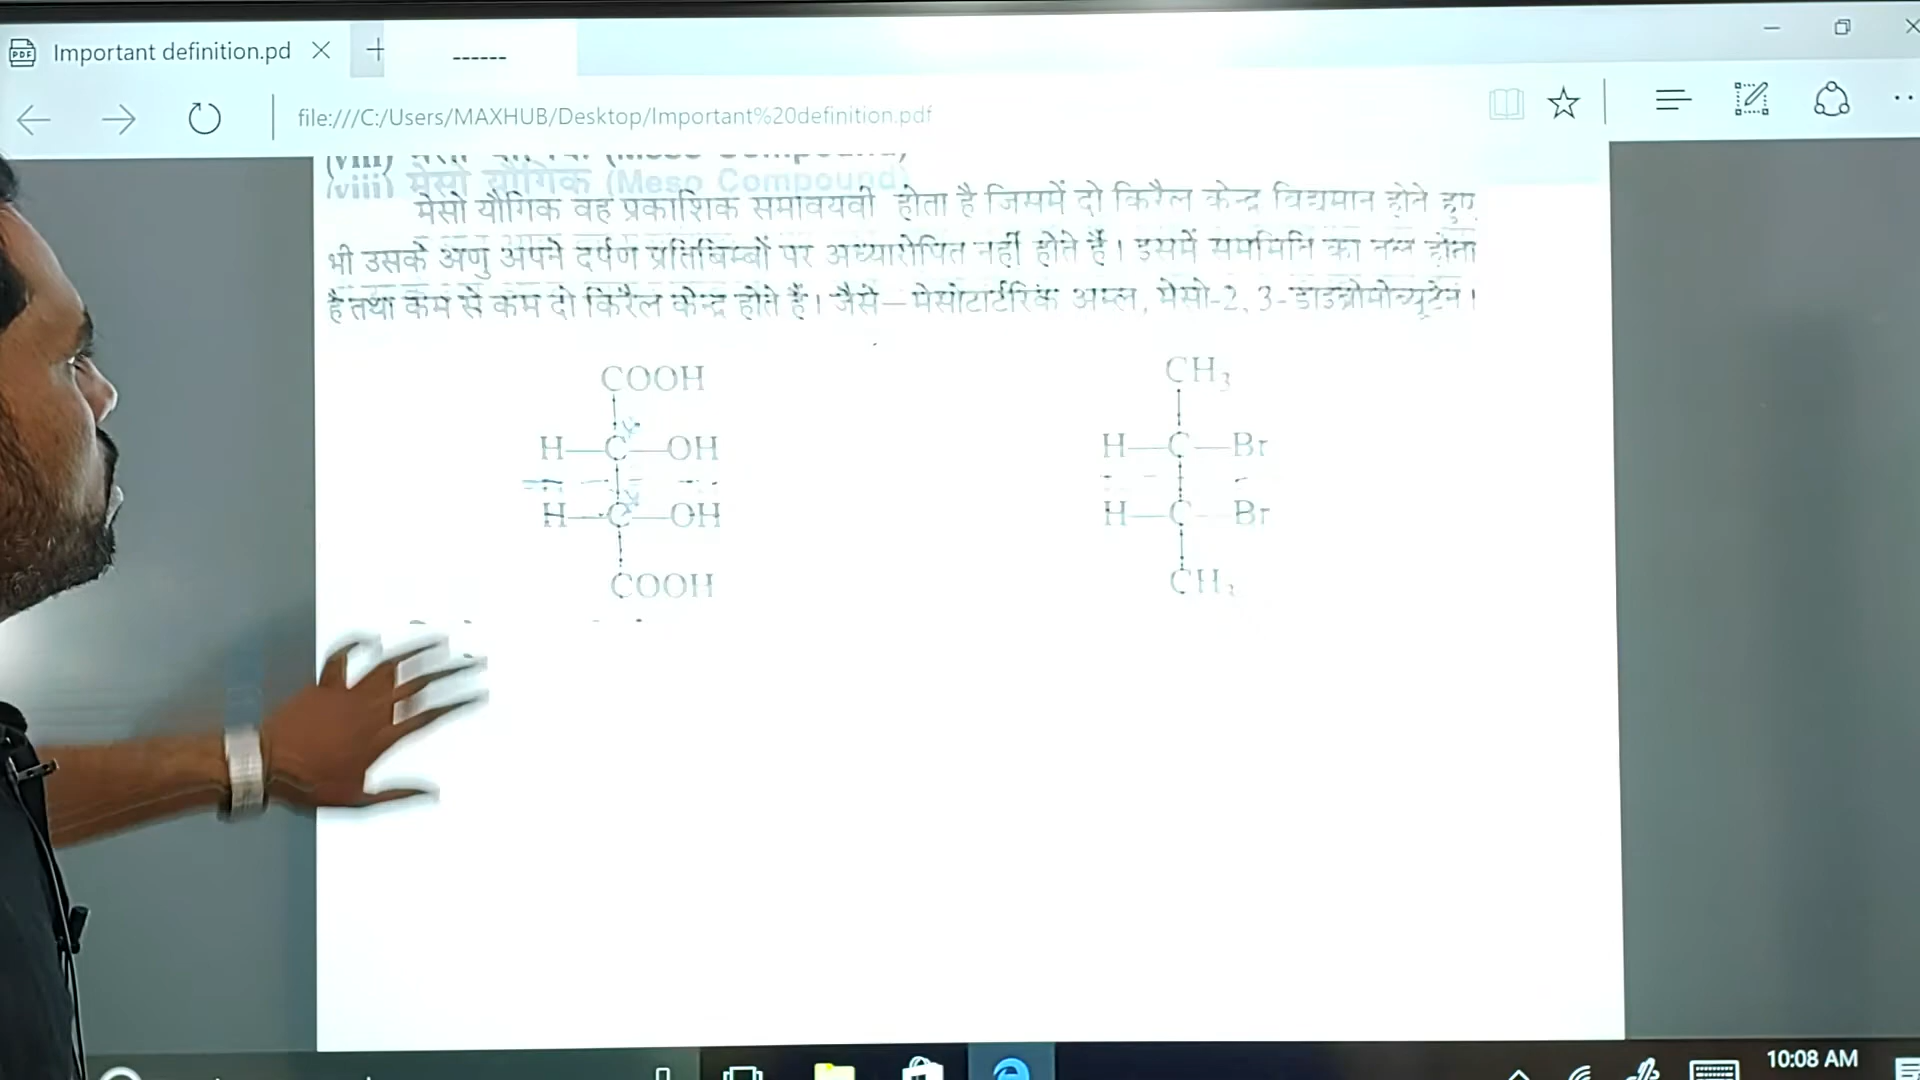 Important definition.pd
------
file:///C:/Users/MAXHUB/Desktop/Important%20definition.pdf
(viii) मेसो यौगिक (Meso Compound)
मेसो यौगिक वह प्रकाशिक समावयवी होता है जिसमें दो किरैल केन्द्र विद्यमान होते हुए
भी उसके अणु अपने दर्पण प्रतिबिम्बों पर अध्यारोपित नहीं होते हैं। इसमें सममिति का तल होता
है तथा कम से कम दो किरैल केन्द्र होते हैं। जैसे—मेसोटार्टरिक अम्ल, मेसो-2, 3-डाइब्रोमोब्यूटेन।
COOH
H—C—OH
H—C—OH
COOH
CH₃
H—C—Br
H—C—Br
CH₃
10:08 AM